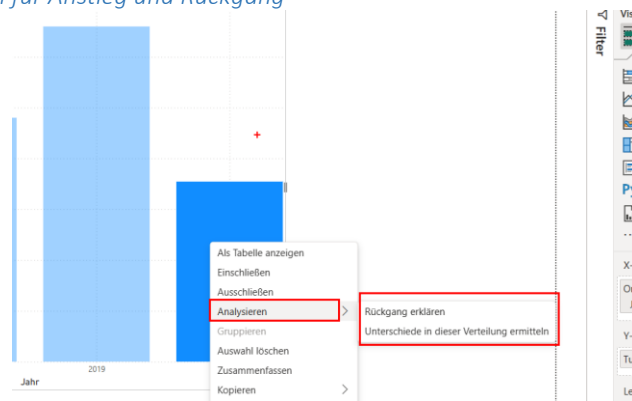 für Anstieg und Rückgang
Filter
Als Tabelle anzeigen
Einschließen
Ausschließen
Analysieren
Rückgang erklären
Unterschiede in dieser Verteilung ermitteln
Gruppieren
Auswahl löschen
Zusammenfassen
Kopieren
2019
Jahr
Vis
X-
Y-
Tu
Le